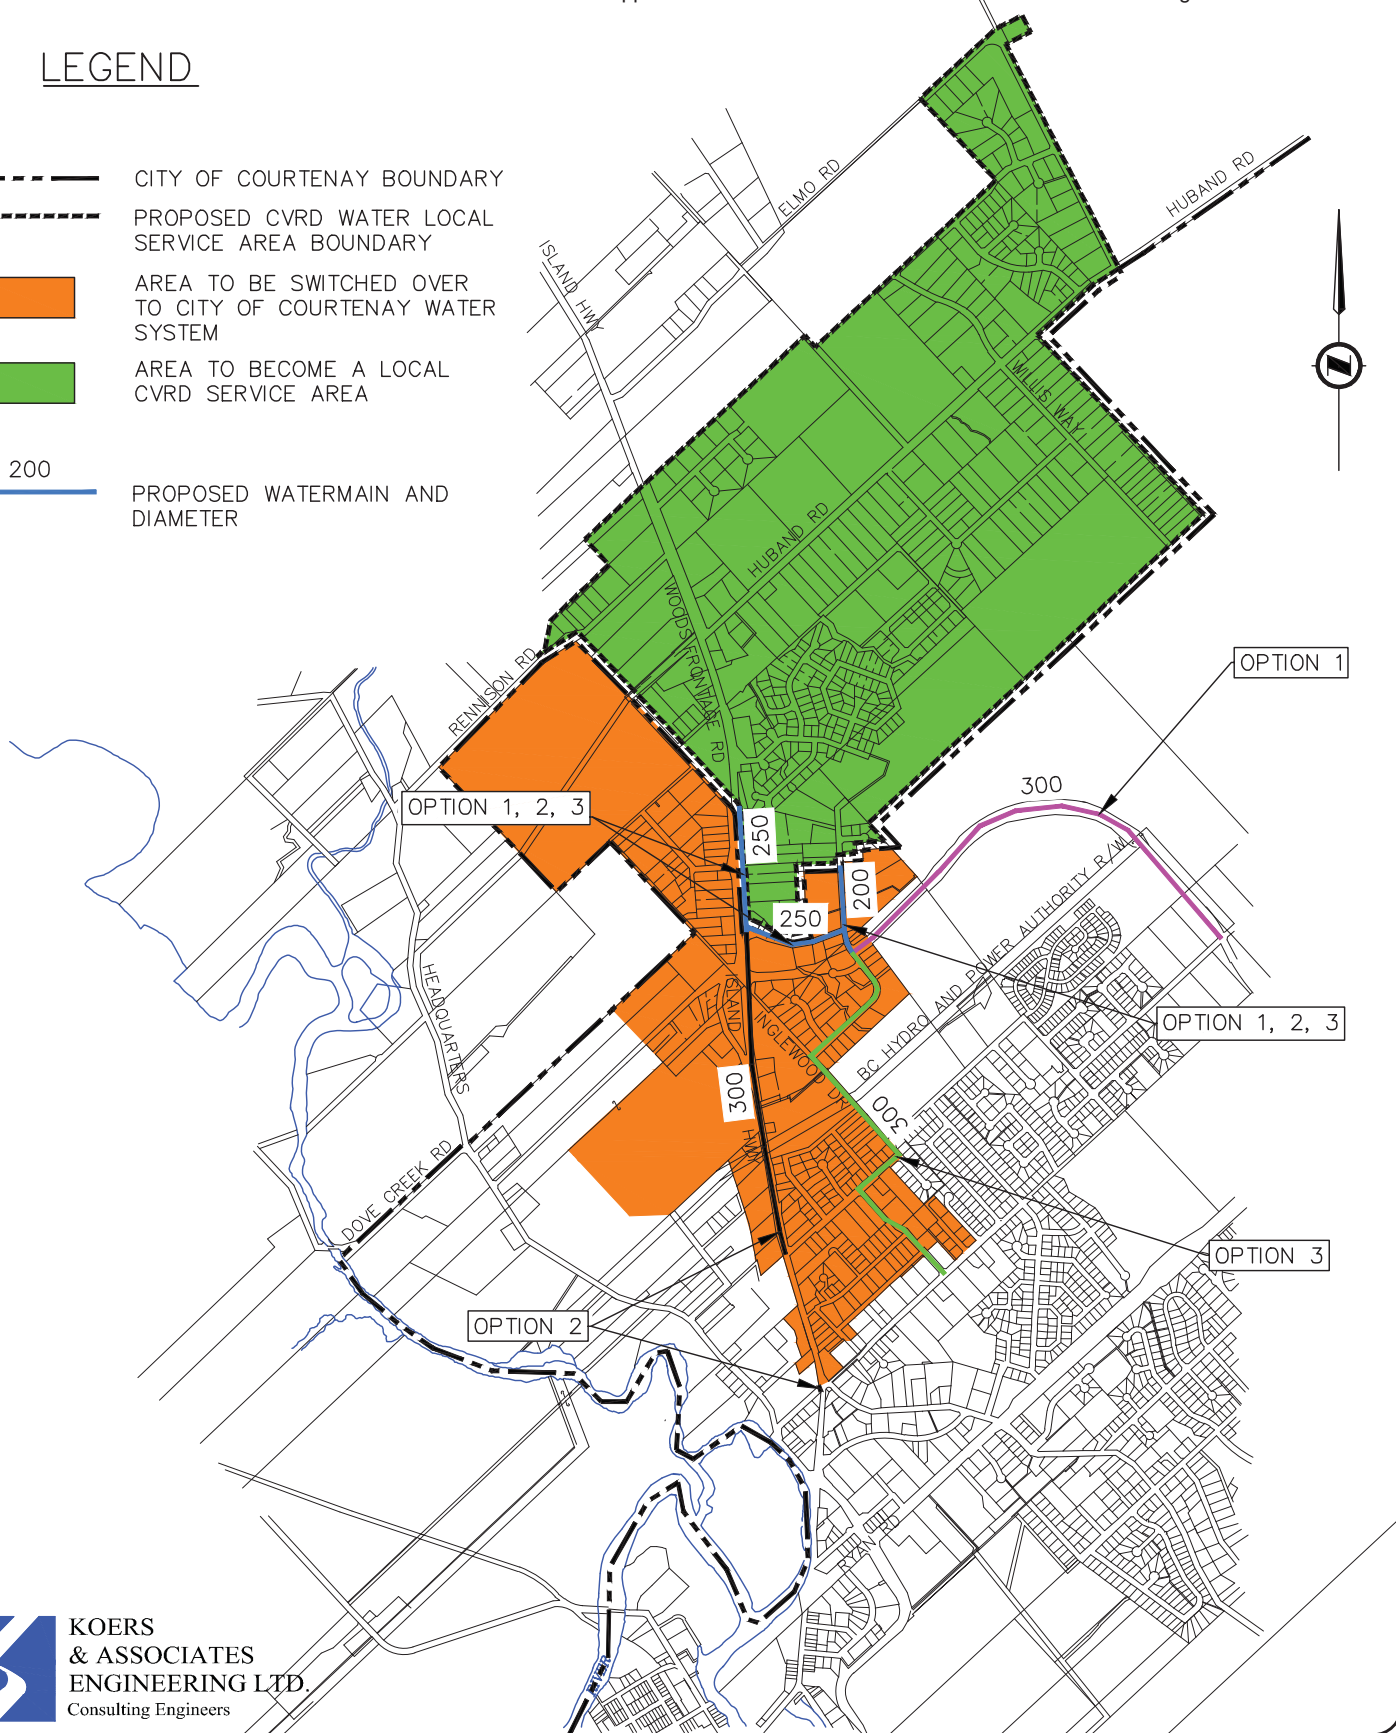 LEGEND
CITY OF COURTENAY BOUNDARY
PROPOSED CVRD WATER LOCAL
SERVICE AREA BOUNDARY
AREA TO BE SWITCHED OVER
TO CITY OF COURTENAY WATER
SYSTEM
AREA TO BECOME A LOCAL
CVRD SERVICE AREA
200
PROPOSED WATERMAIN AND
DIAMETER
ELMO RD
HUBAND RD
ISLAND HWY
WILLIS WAY
HUBAND RD
WOODS FRONTAGE RD
RENNISON RD
OPTION 1
300
OPTION 1, 2, 3
250
200
250
BC HYDRO AND POWER AUTHORITY R/W
HEADQUARTERS
ISLAND HWY
INGLEWOOD DR
OPTION 1, 2, 3
300
300
DOVE CREEK RD
OPTION 3
OPTION 2
RYAN RD
RIVER
KOERS
& ASSOCIATES
ENGINEERING LTD.
Consulting Engineers